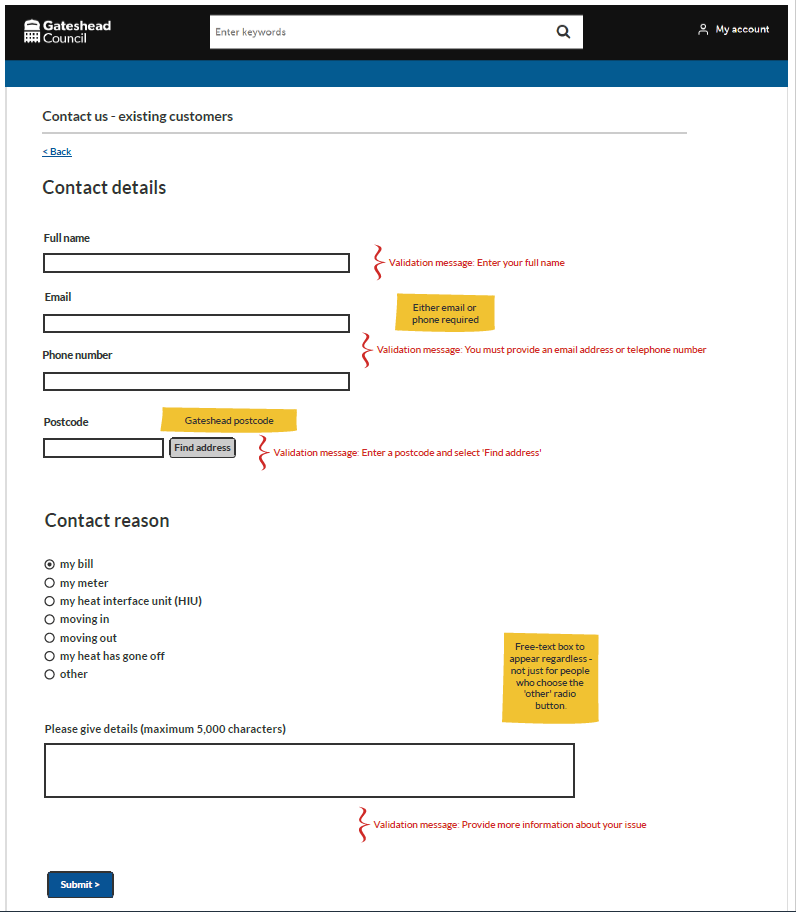 Gateshead
Council
Enter keywords
My account
Contact us - existing customers
< Back
Contact details
Full name
Validation message: Enter your full name
Email
Either email or
phone required
Validation message: You must provide an email address or telephone number
Phone number
Postcode
Gateshead postcode
Find address
Validation message: Enter a postcode and select 'Find address'
Contact reason
my bill
my meter
my heat interface unit (HIU)
moving in
moving out
my heat has gone off
other
Free-text box to
appear regardless -
not just for people
who choose the
'other' radio
button.
Please give details (maximum 5,000 characters)
Validation message: Provide more information about your issue
Submit >